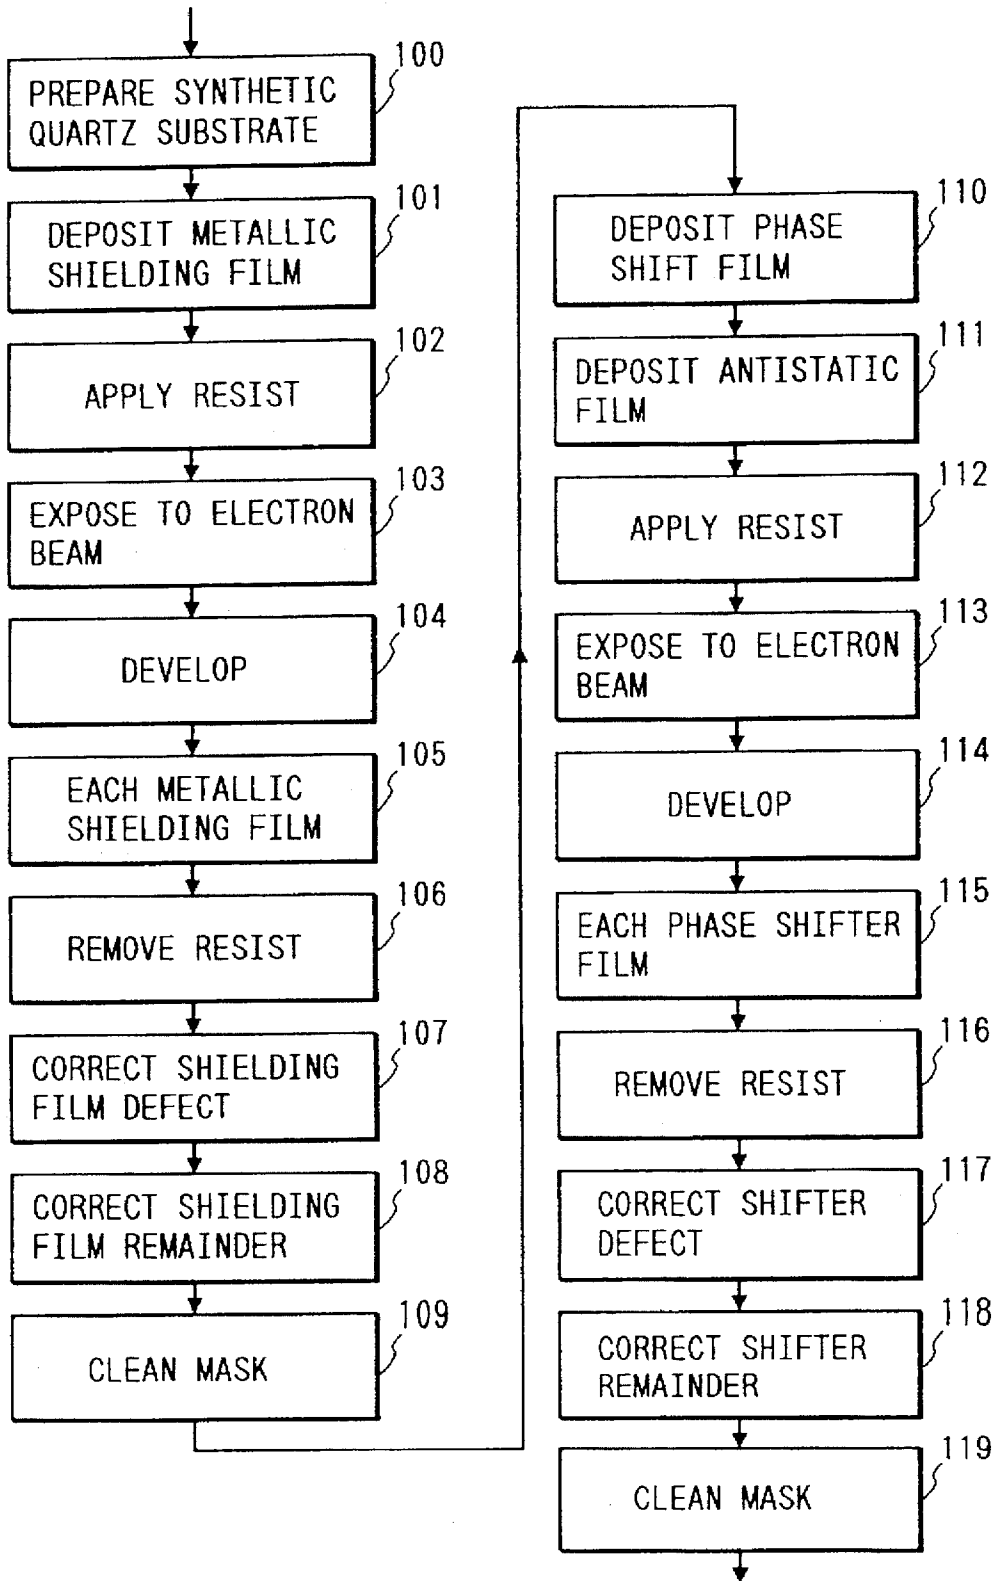 100
PREPARE SYNTHETIC
QUARTZ SUBSTRATE
101
DEPOSIT METALLIC
SHIELDING FILM
102
APPLY RESIST
103
EXPOSE TO ELECTRON
BEAM
104
DEVELOP
105
EACH METALLIC
SHIELDING FILM
106
REMOVE RESIST
107
CORRECT SHIELDING
FILM DEFECT
108
CORRECT SHIELDING
FILM REMAINDER
109
CLEAN MASK
110
DEPOSIT PHASE
SHIFT FILM
111
DEPOSIT ANTISTATIC
FILM
112
APPLY RESIST
113
EXPOSE TO ELECTRON
BEAM
114
DEVELOP
115
EACH PHASE SHIFTER
FILM
116
REMOVE RESIST
117
CORRECT SHIFTER
DEFECT
118
CORRECT SHIFTER
REMAINDER
119
CLEAN MASK